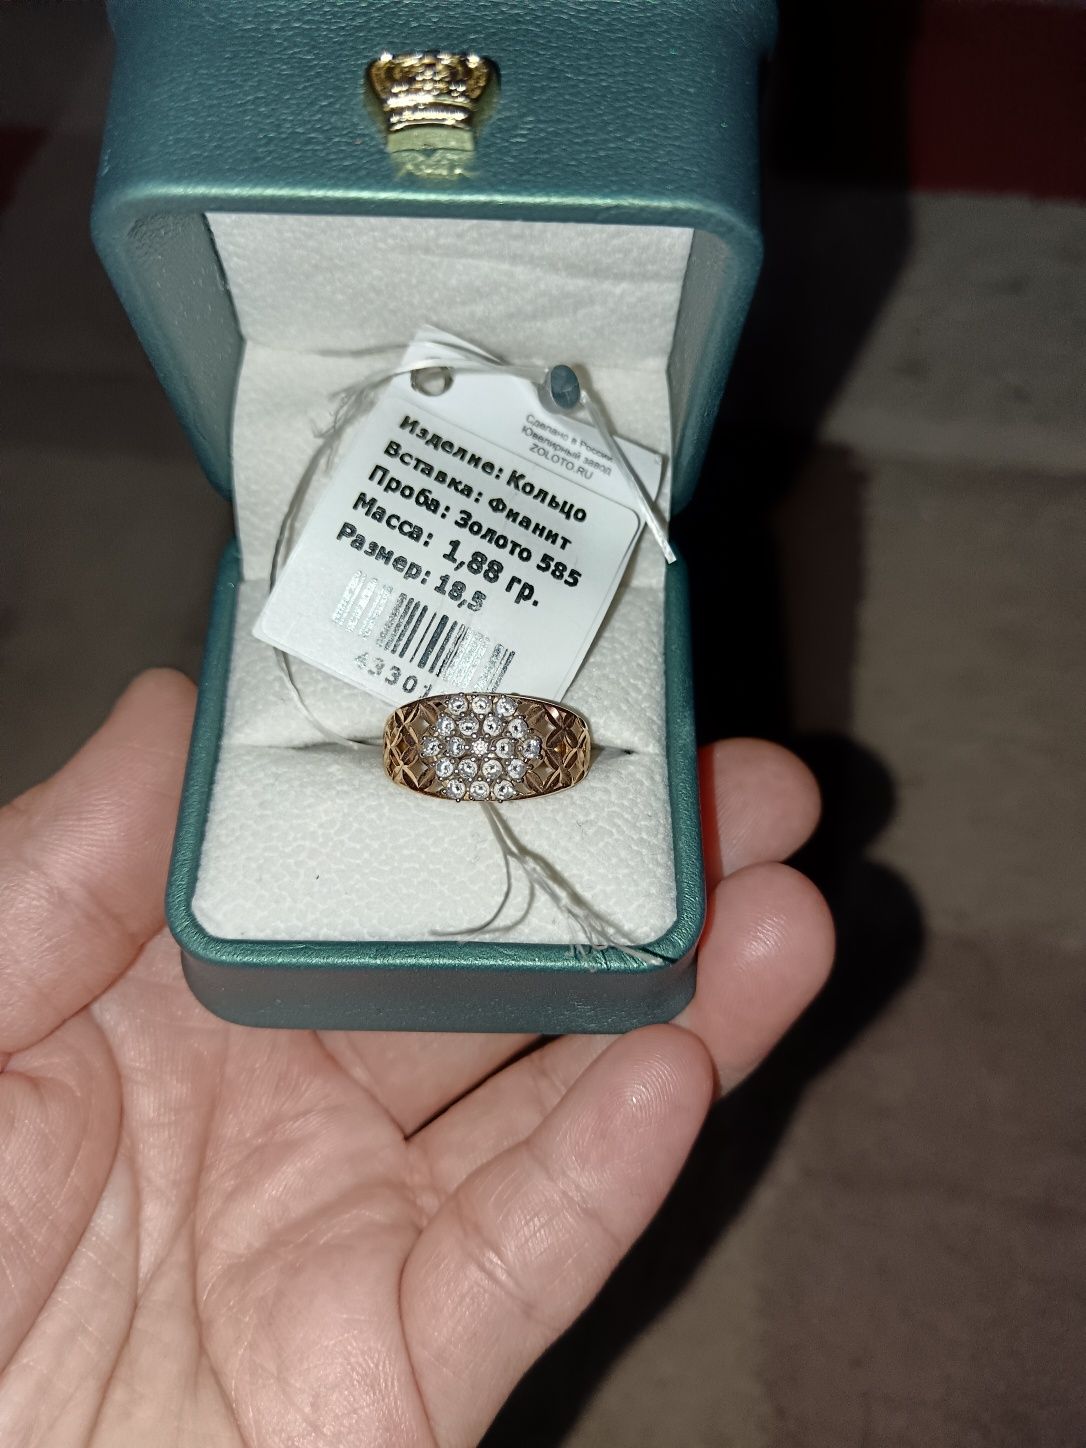 Сделано в России
Ювелирный завод
ZOLOTO.RU
Изделие: Кольцо
Вставка: Фианит
Проба: Золото 585
Масса: 1,88 гр.
Размер: 18,5
43301